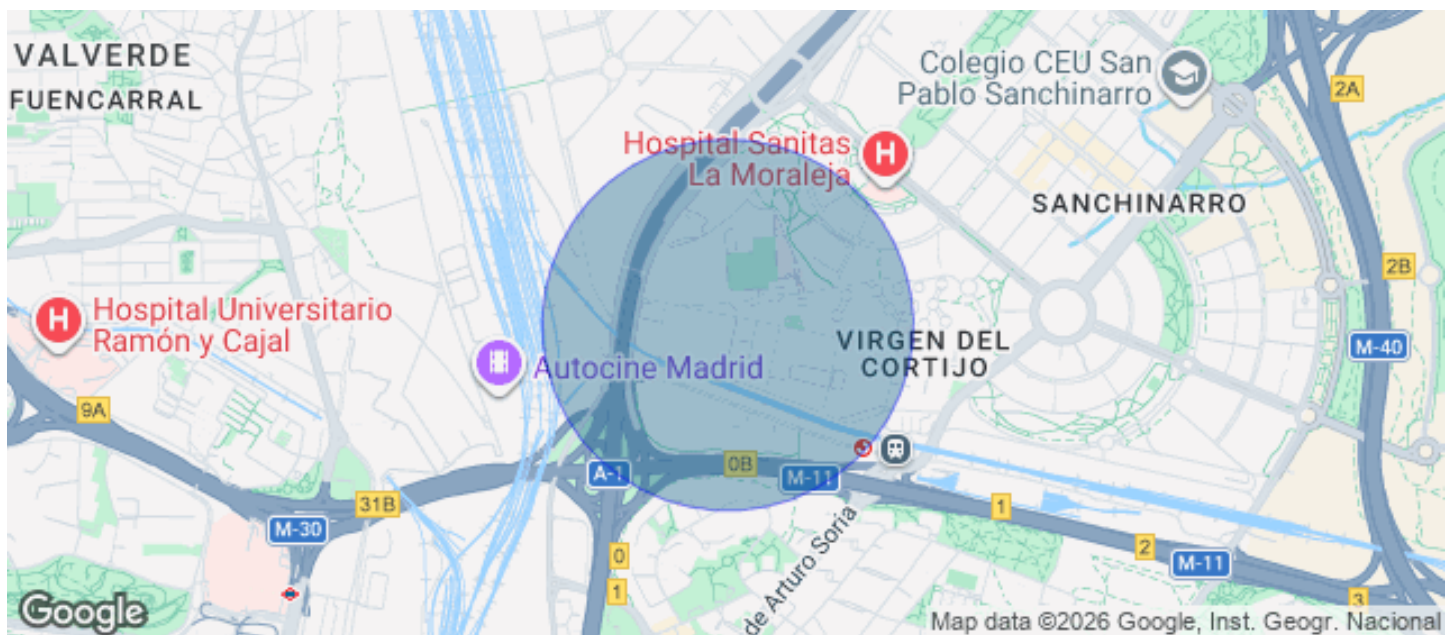 VALVERDE
FUENCARRAL
Colegio CEU San
Pablo Sanchinarro
2A
Hospital Sanitas
La Moraleja
H
SANCHINARRO
2B
H
Hospital Universitario
Ramón y Cajal
VIRGEN DEL
CORTIJO
M-40
Autocine Madrid
9A
A-1
0B
M-11
31B
M-30
1
de Arturo Soria
0
2
M-11
1
3
Google
Map data ©2026 Google, Inst. Geogr. Nacional